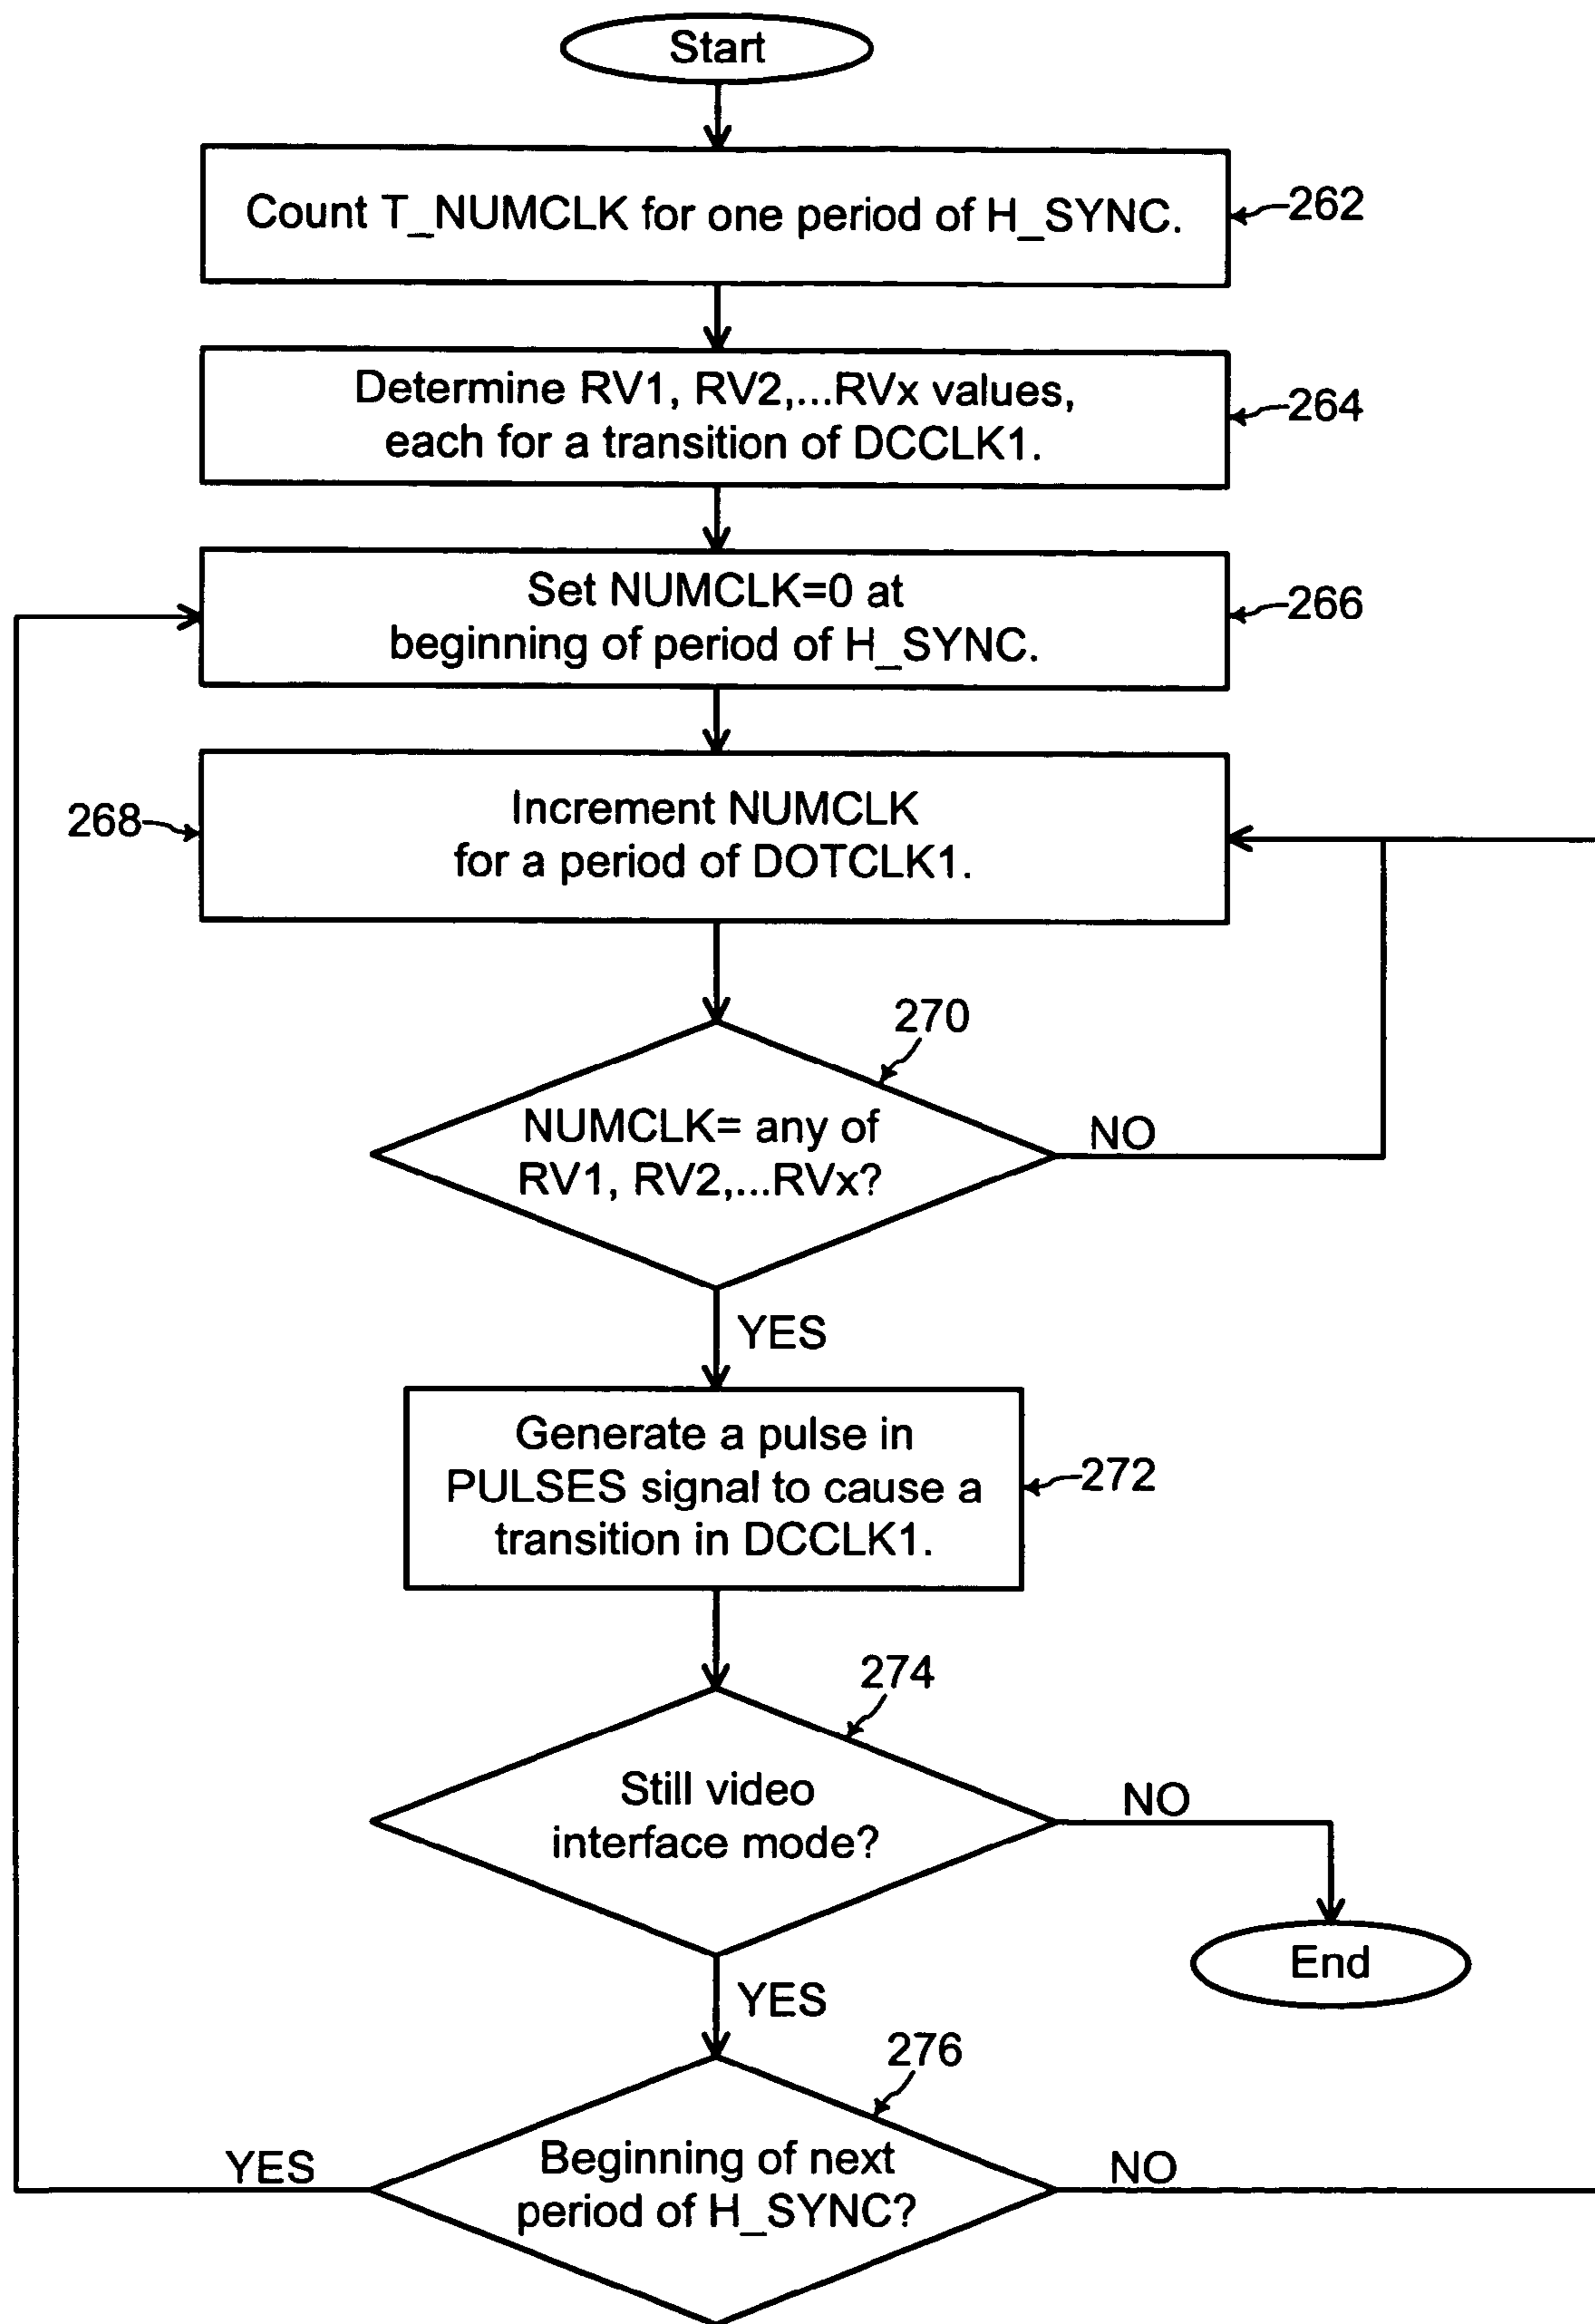 Start
Count T_NUMCLK for one period of H_SYNC.
262
Determine RV1, RV2,...RVx values,
each for a transition of DCCLK1.
264
Set NUMCLK=0 at
beginning of period of H_SYNC.
266
268
Increment NUMCLK
for a period of DOTCLK1.
270
NUMCLK= any of
RV1, RV2,...RVx?
NO
YES
Generate a pulse in
PULSES signal to cause a
transition in DCCLK1.
272
274
Still video
interface mode?
NO
End
YES
276
Beginning of next
period of H_SYNC?
YES
NO